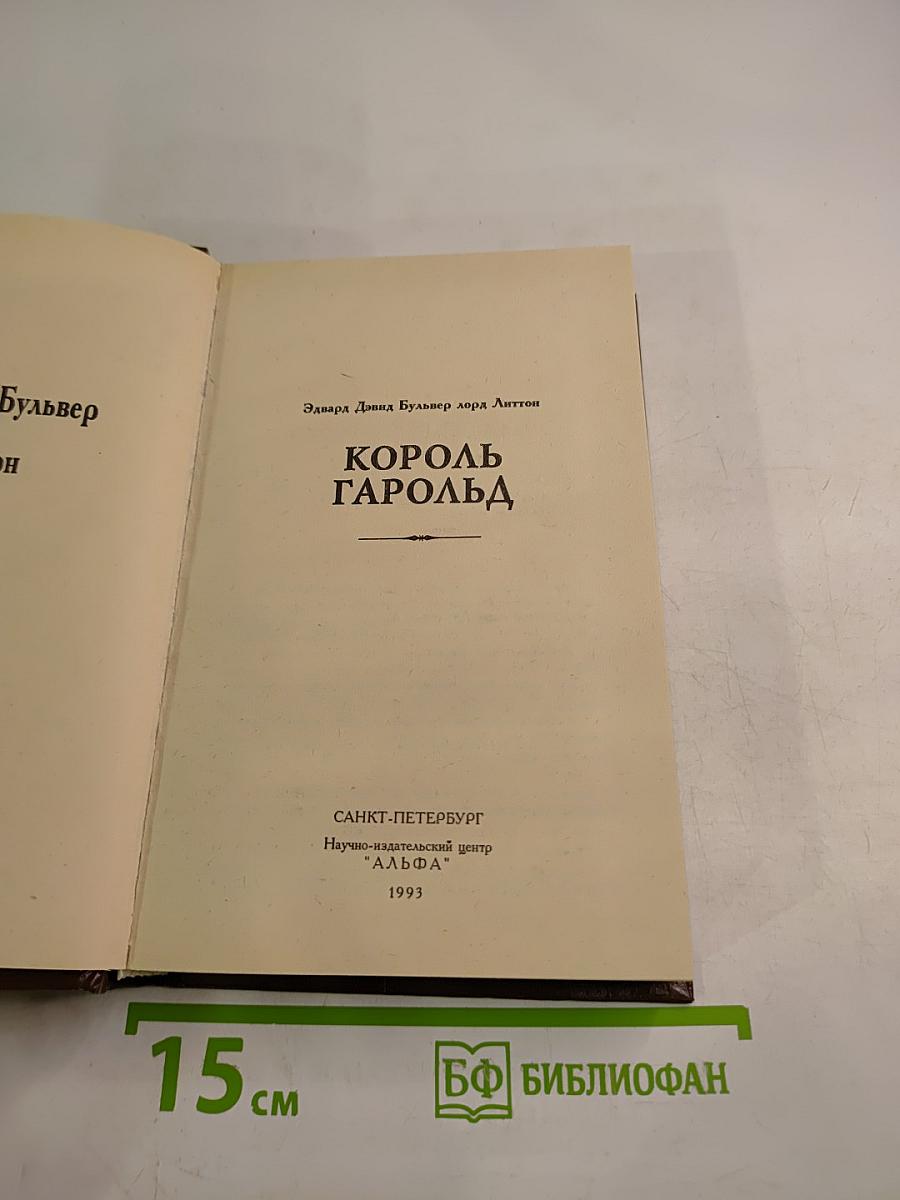 Бульвер
он
Эдвард Дэвид Бульвер лорд Литтон
КОРОЛЬ
ГАРОЛЬД
САНКТ-ПЕТЕРБУРГ
Научно-издательский центр
"АЛЬФА"
1993
15 см
БФ БИБЛИОФАН